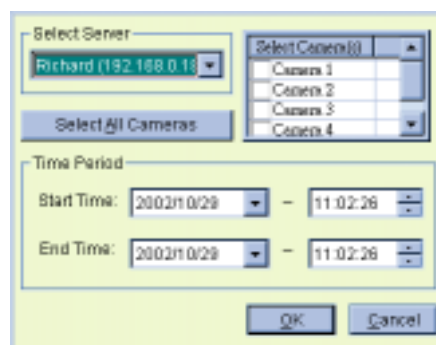 Select Server
Richard (192.168.0.18
Select Camera(s)
Camera 1
Camera 2
Camera 3
Camera 4
Select All Cameras
Time Period
Start Time: 2002/10/29 - 11:02:26
End Time: 2002/10/29 - 11:02:26
OK Cancel